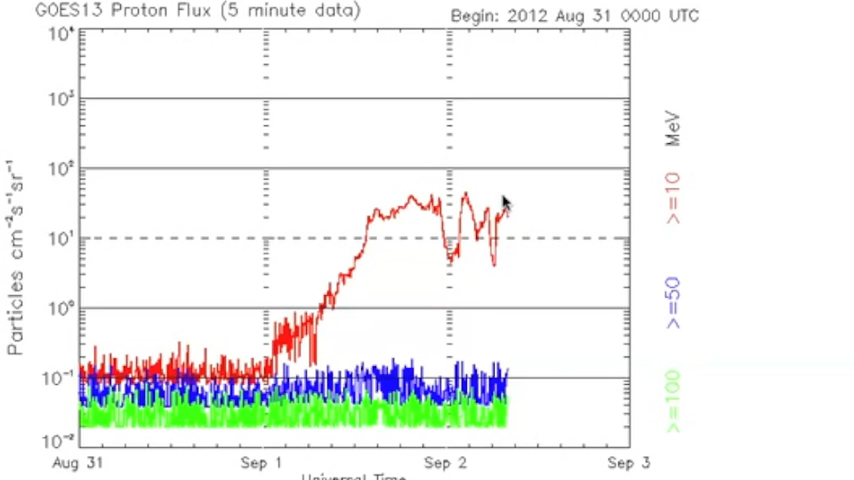 GOES13 Proton Flux (5 minute data)
Begin: 2012 Aug 31 0000 UTC
10⁴
10³
10²
10¹
10⁰
10⁻¹
10⁻²
Particles cm⁻²s⁻¹sr⁻¹
Aug 31
Sep 1
Sep 2
Sep 3
Universal Time
MeV
>=10
>=50
>=100